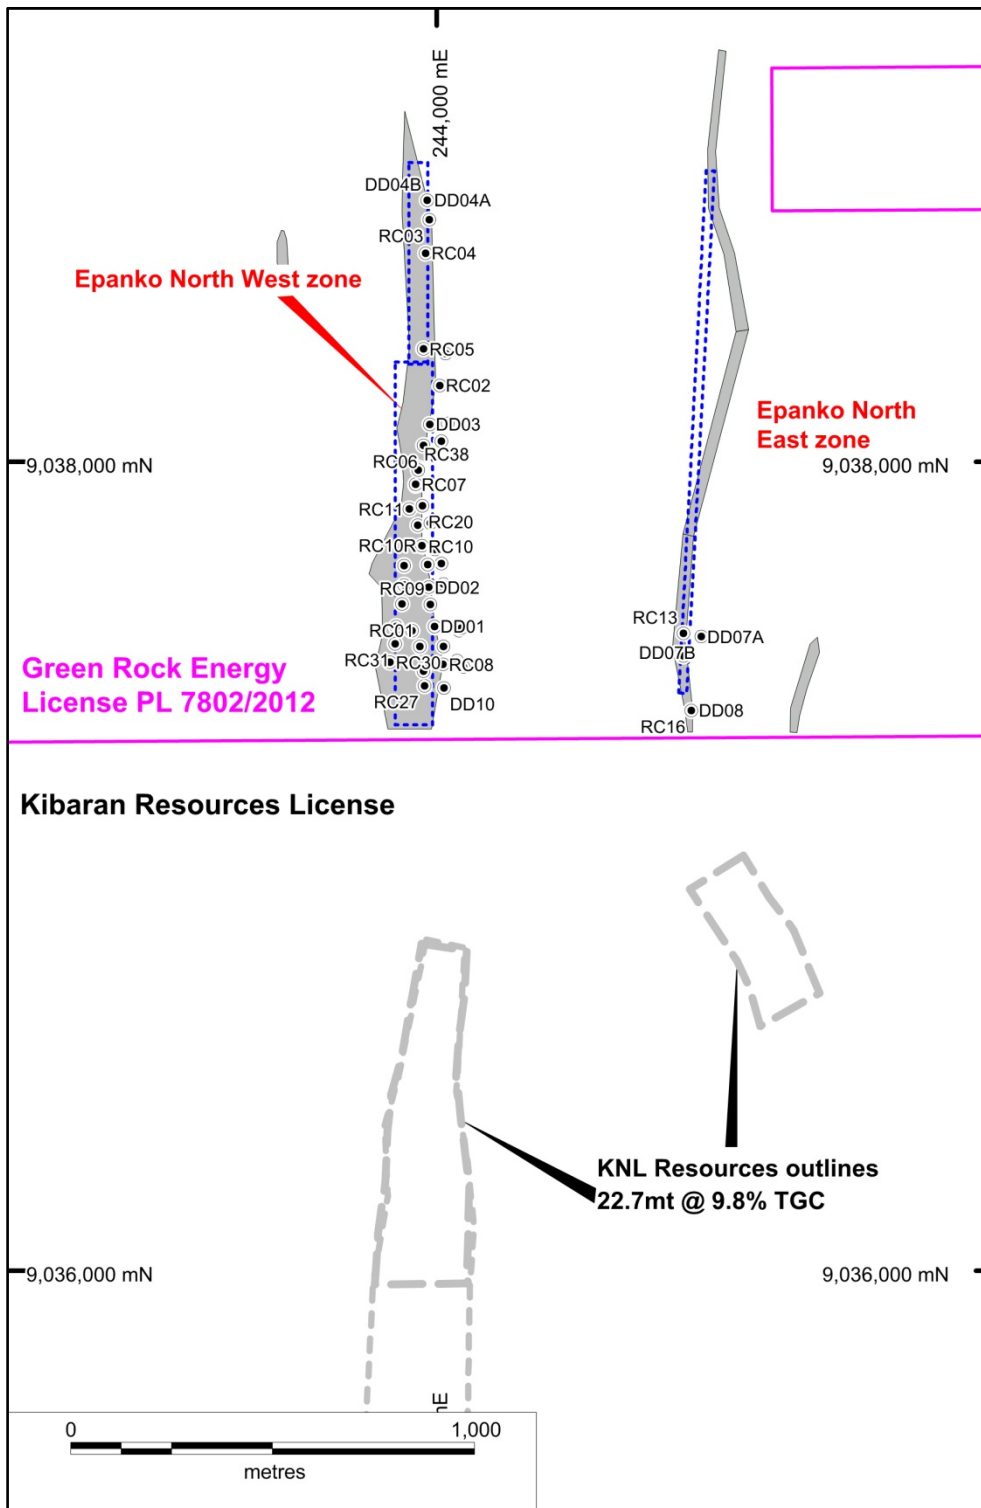 244,000 mE
DD04B
DD04A
RC03
RC04
Epanko North West zone
RC05
RC02
Epanko North
East zone
DD03
RC38
9,038,000 mN
RC06
9,038,000 mN
RC07
RC11
RC20
RC10R
RC10
RC09
DD02
RC01
DD01
RC13
DD07A
DD07B
RC31
RC30
RC08
Green Rock Energy
License PL 7802/2012
RC27
DD10
DD08
RC16
Kibaran Resources License
KNL Resources outlines
22.7mt @ 9.8% TGC
9,036,000 mN
9,036,000 mN
mE
0
1,000
metres